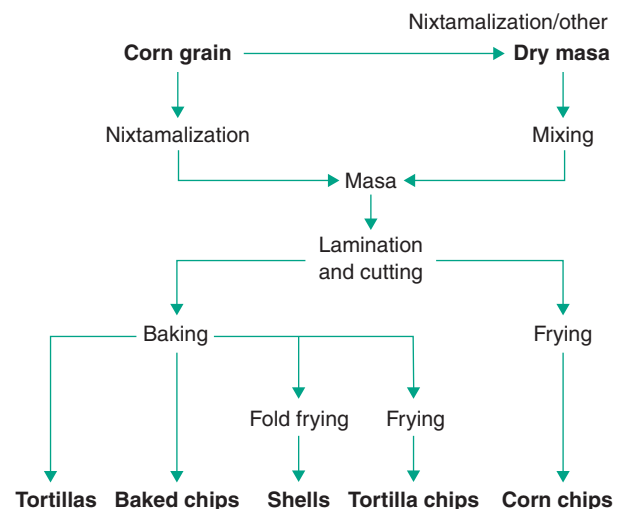 Nixtamalization/other
Corn grain
Dry masa
Nixtamalization
Mixing
Masa
Lamination
and cutting
Baking
Frying
Fold frying
Frying
Tortillas
Baked chips
Shells
Tortilla chips
Corn chips